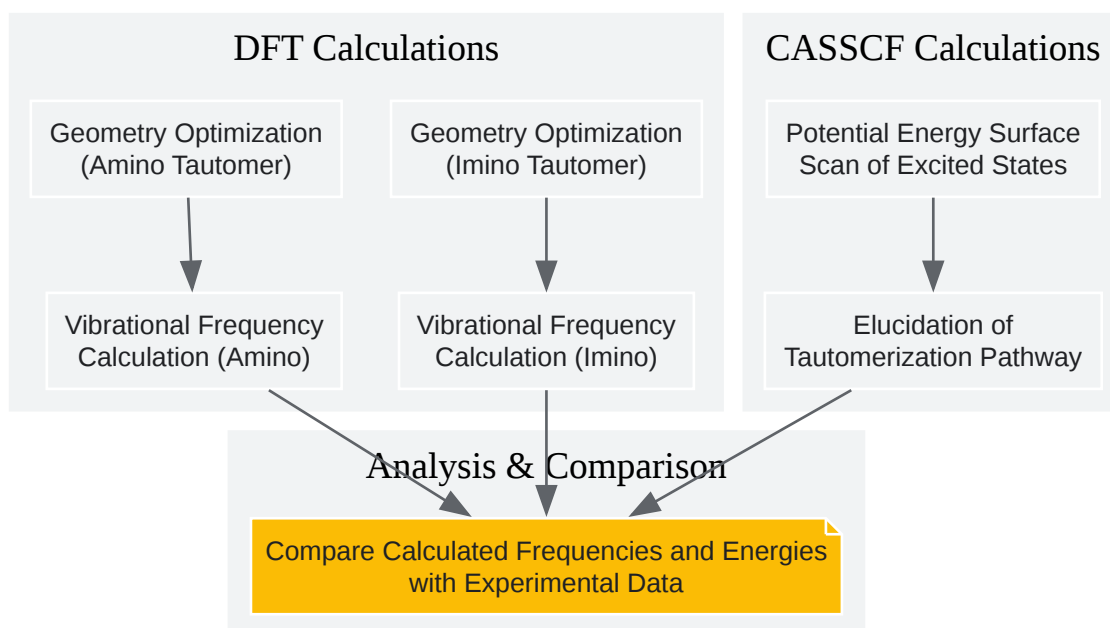 DFT Calculations
Geometry Optimization
(Amino Tautomer)
Geometry Optimization
(Imino Tautomer)
Vibrational Frequency
Calculation (Amino)
Vibrational Frequency
Calculation (Imino)
CASSCF Calculations
Potential Energy Surface
Scan of Excited States
Elucidation of
Tautomerization Pathway
Analysis & Comparison
Compare Calculated Frequencies and Energies
with Experimental Data